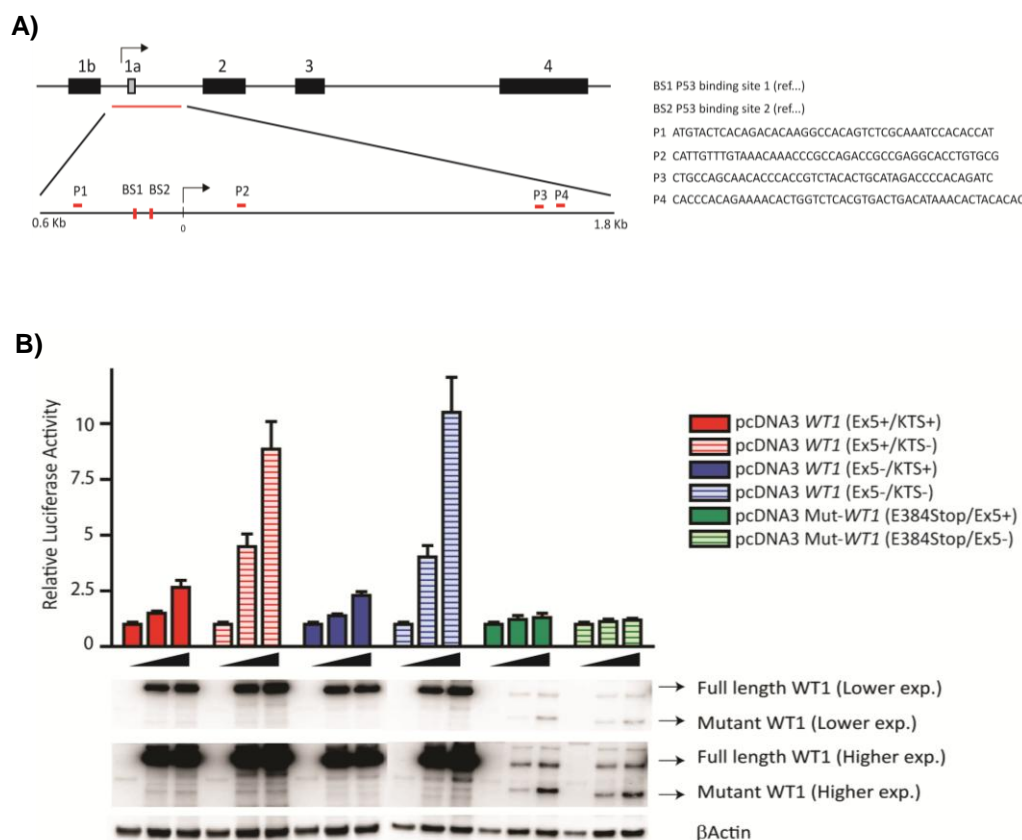 A)
1b 1a 2 3 4
BS1 P53 binding site 1 (ref...)
BS2 P53 binding site 2 (ref...)
P1 ATGTACTCACAGACACAAGGCCACAGTCTCGCAAATCCACACCAT
P2 CATTGTTTGTAAACAAACCCGCCAGACCGCCGAGGCACCTGTGCG
P3 CTGCCAGCAACACCCACCGTCTACACTGCATAGACCCCACAGATC
P4 CACCCACAGAAAACACTGGTCTCACGTGACTGACATAAACACTACACAC
P1 BS1 BS2 P2 P3 P4
0.6 Kb 0 1.8 Kb
B)
Relative Luciferase Activity
10
7.5
5
2.5
0
pcDNA3 WT1 (Ex5+/KTS+)
pcDNA3 WT1 (Ex5+/KTS-)
pcDNA3 WT1 (Ex5-/KTS+)
pcDNA3 WT1 (Ex5-/KTS-)
pcDNA3 Mut-WT1 (E384Stop/Ex5+)
pcDNA3 Mut-WT1 (E384Stop/Ex5-)
Full length WT1 (Lower exp.)
Mutant WT1 (Lower exp.)
Full length WT1 (Higher exp.)
Mutant WT1 (Higher exp.)
βActin